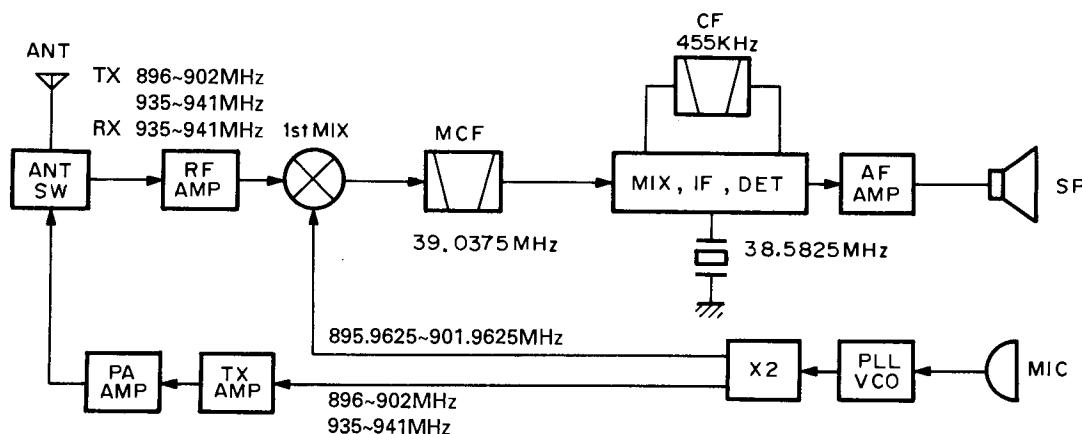 CF
455KHz
ANT
TX 896~902MHz
935~941MHz
RX 935~941MHz
1st MIX
MCF
ANT
SW
RF
AMP
MIX, IF, DET
AF
AMP
SP
39.0375MHz
38.5825MHz
895.9625~901.9625MHz
PA
AMP
TX
AMP
X2
PLL
VCO
MIC
896~902MHz
935~941MHz